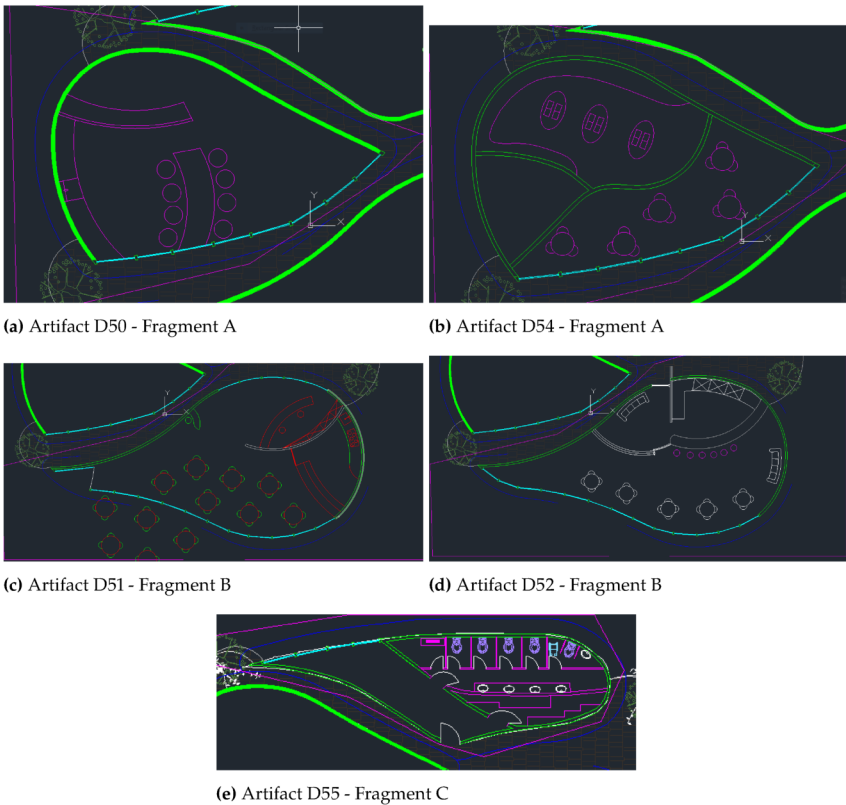 Y
X
Y
X
(a) Artifact D50 - Fragment A
(b) Artifact D54 - Fragment A
Y
X
Y
X
(c) Artifact D51 - Fragment B
(d) Artifact D52 - Fragment B
(e) Artifact D55 - Fragment C